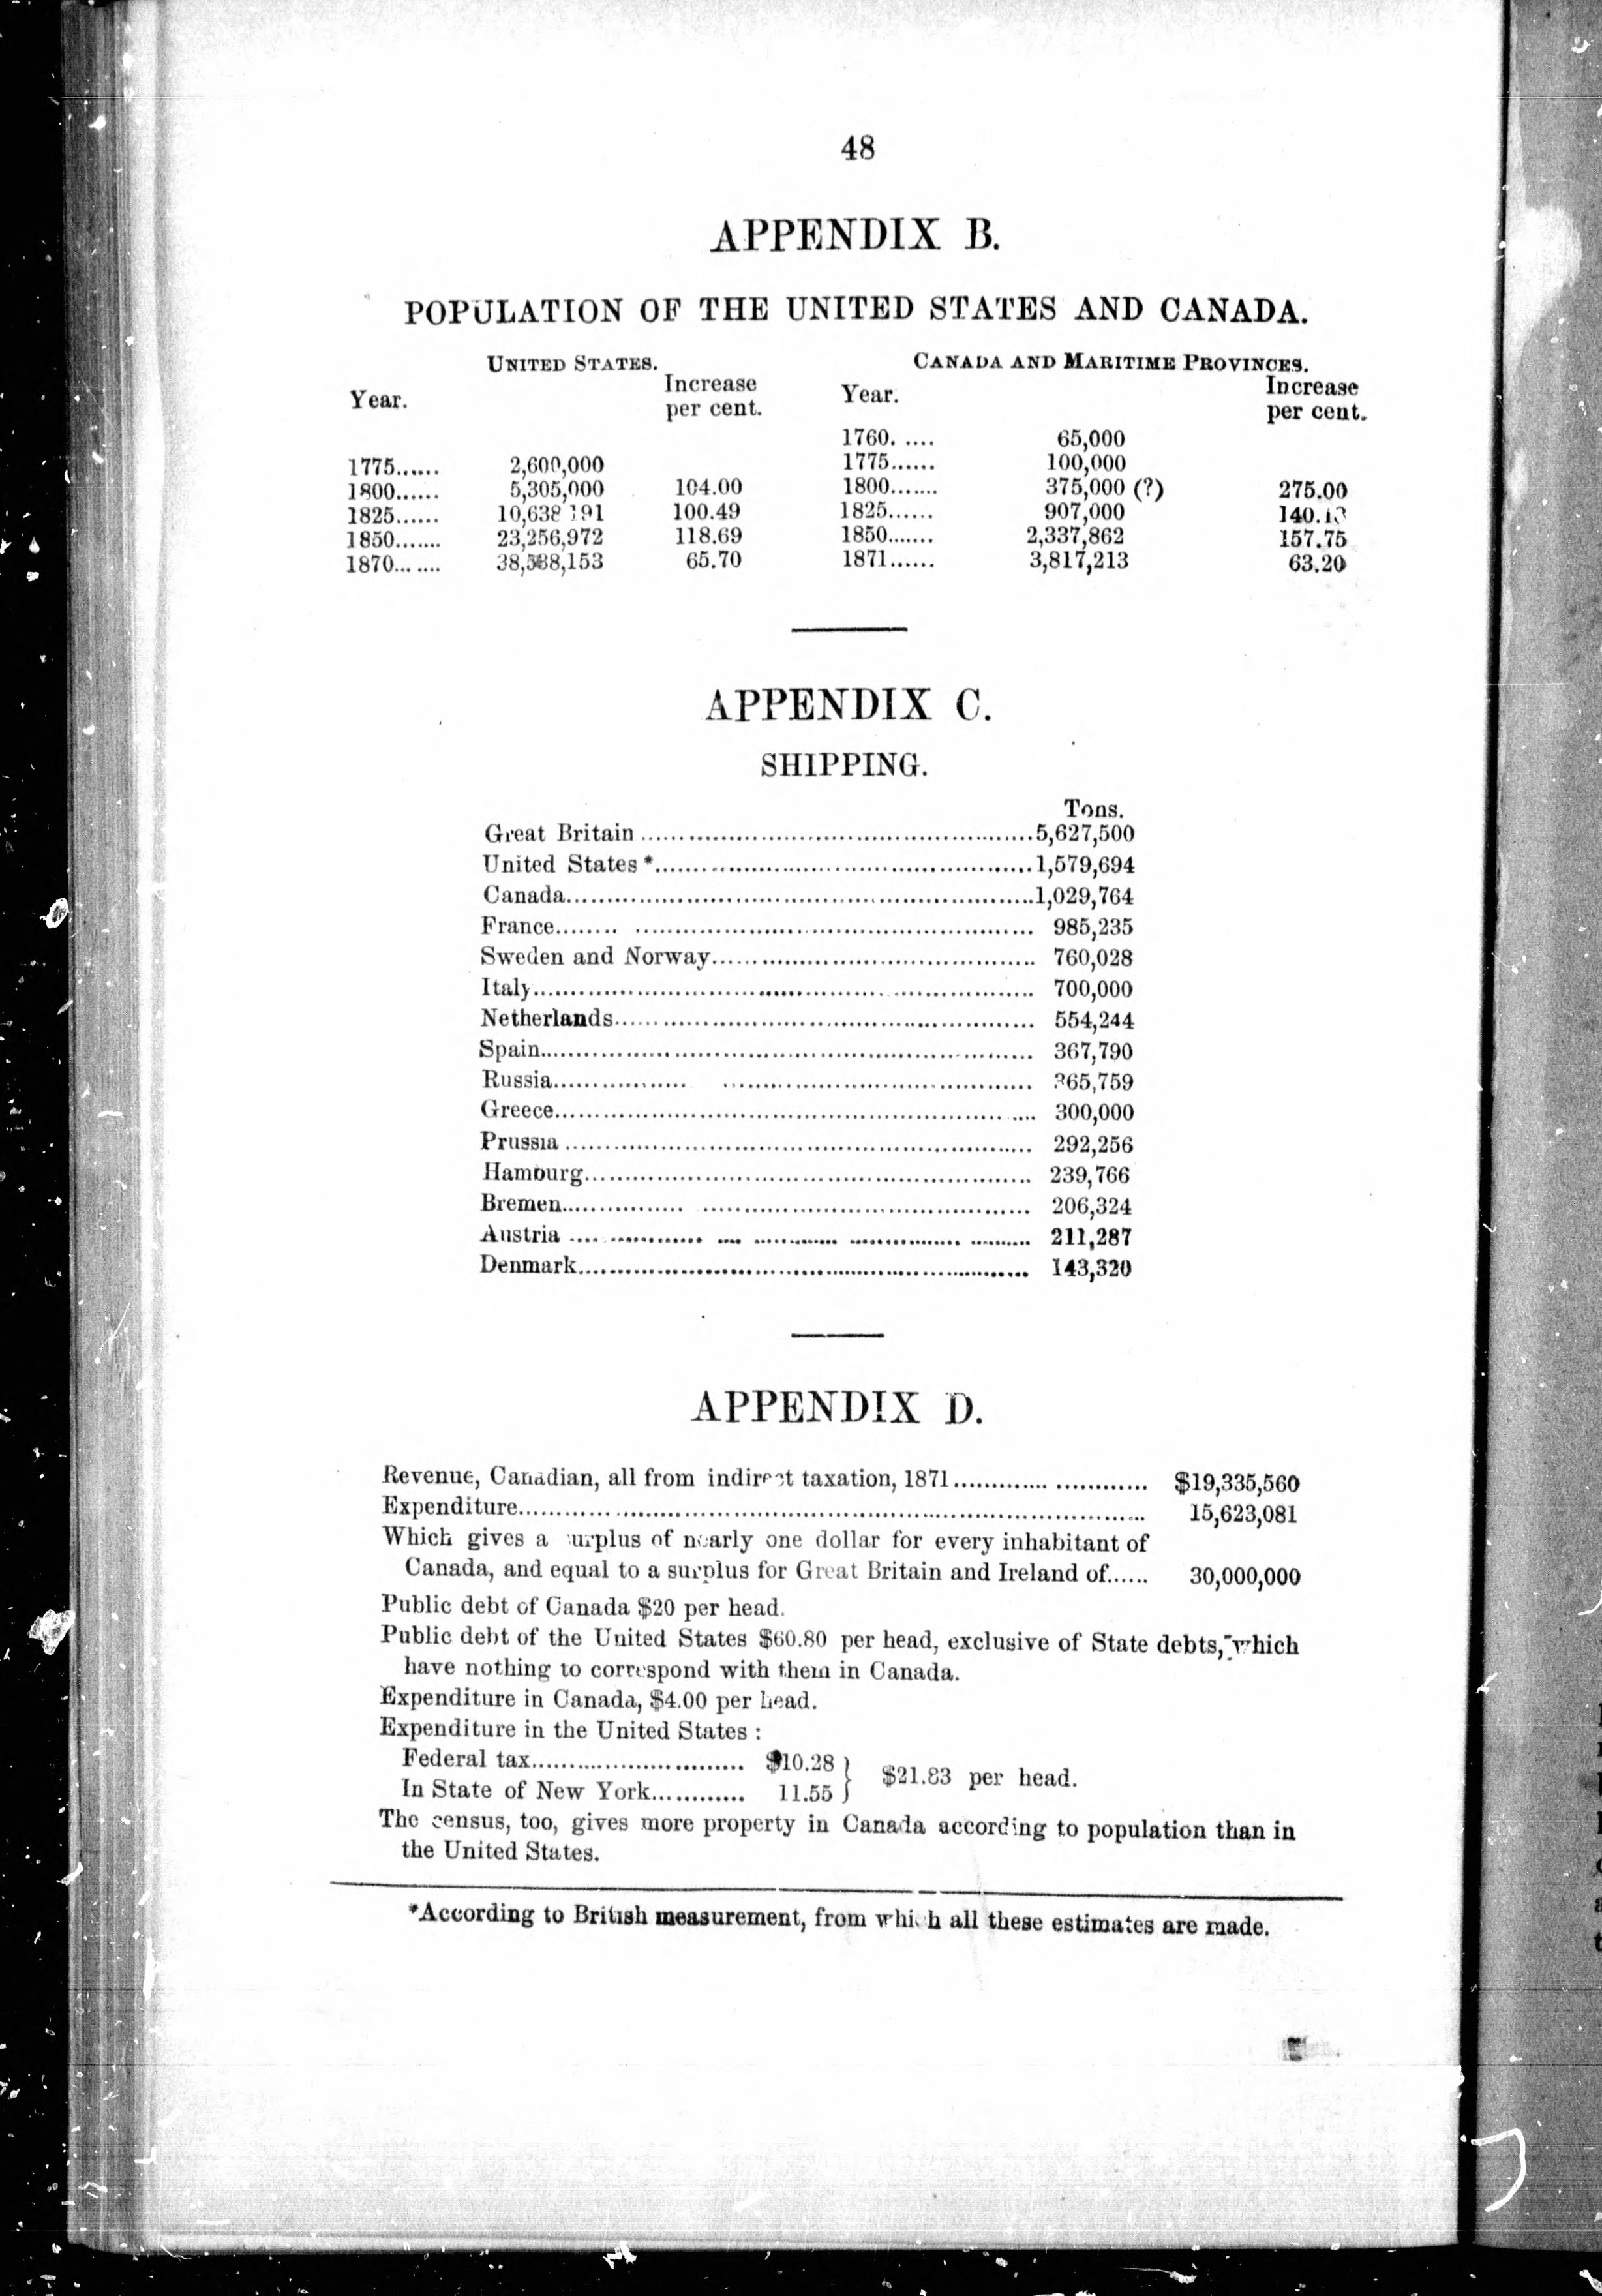 48
APPENDIX B.
POPULATION OF THE UNITED STATES AND CANADA.
UNITED STATES. CANADA AND MARITIME PROVINCES.
Year. Increase per cent. Year. Increase per cent.
1760...... 65,000
1775...... 2,600,000 1775...... 100,000
1800...... 5,305,000 104.00 1800....... 375,000 (?) 275.00
1825...... 10,638 191 100.49 1825...... 907,000 140.13
1850....... 23,256,972 118.69 1850....... 2,337,862 157.75
1870....... 65.70 1871...... 3,817,213 63.20
APPENDIX C.
SHIPPING.
Tons.
Great Britain ........ 5,627,500
United States *........ 1,579,694
Canada........ 1,029,764
France........ 985,235
Sweden and Norway........ 760,028
Italy........ 700,000
Netherlands........ 554,244
Spain........ 367,790
Russia........ 365,759
Greece........ 300,000
Prussia ........ 292,256
Hamburg........ 239,766
Bremen........ 206,324
Austria ........ 211,287
Denmark........ 143,320
APPENDIX D.
Revenue, Canadian, all from indirect taxation, 1871........ $19,335,560
Expenditure........ 15,623,081
Which gives a surplus of nearly one dollar for every inhabitant of
Canada, and equal to a surplus for Great Britain and Ireland of...... 30,000,000
Public debt of Canada $20 per head.
Public debt of the United States $60.80 per head, exclusive of State debts, which
have nothing to correspond with them in Canada.
Expenditure in Canada, $4.00 per head.
Expenditure in the United States :
Federal tax........ $10.28
In State of New York........ 11.55 } $21.83 per head.
The census, too, gives more property in Canada according to population than in
the United States.
*According to British measurement, from which all these estimates are made.